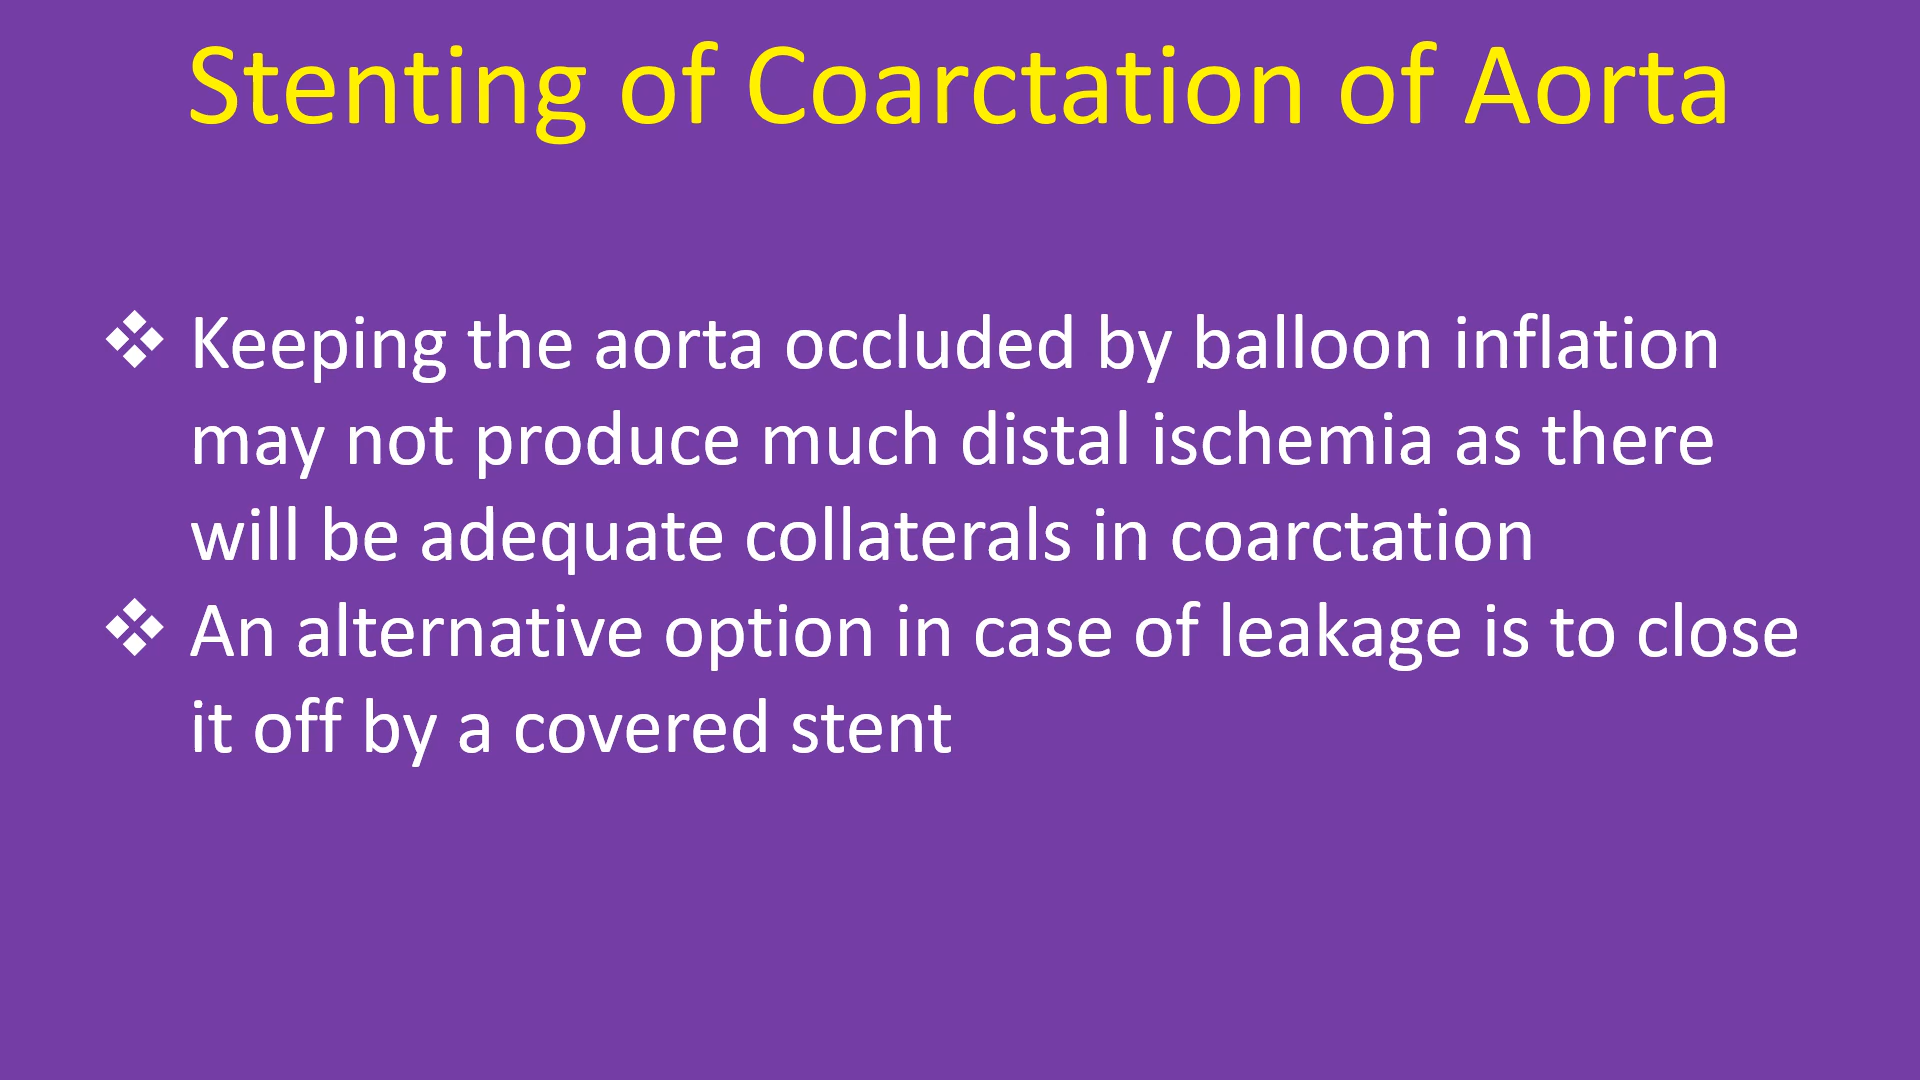 Stenting of Coarctation of Aorta
❖ Keeping the aorta occluded by balloon inflation
may not produce much distal ischemia as there
will be adequate collaterals in coarctation
❖ An alternative option in case of leakage is to close
it off by a covered stent